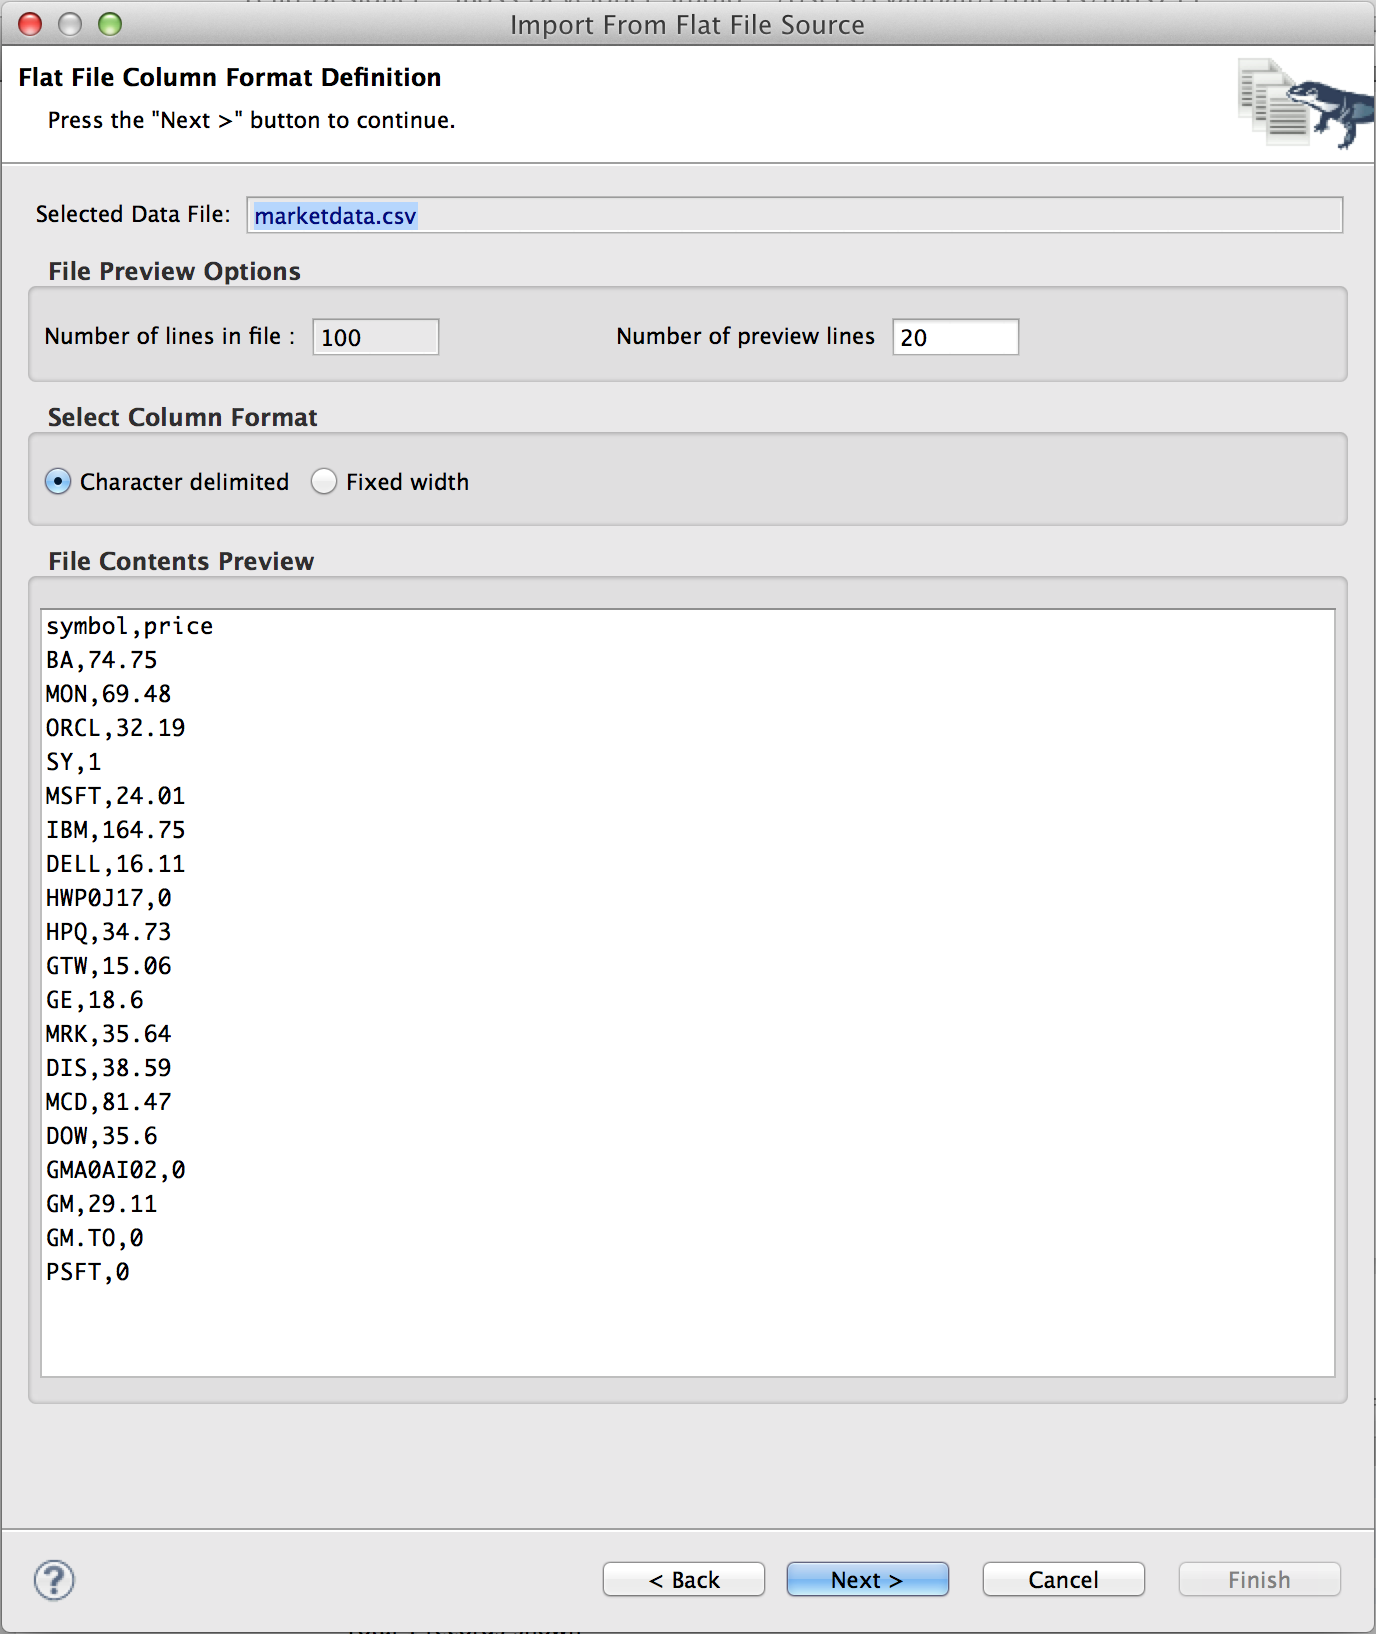 Import From Flat File Source
Flat File Column Format Definition
Press the "Next >" button to continue.
Selected Data File: marketdata.csv
File Preview Options
Number of lines in file : 100 Number of preview lines 20
Select Column Format
Character delimited Fixed width
File Contents Preview
symbol,price
BA,74.75
MON,69.48
ORCL,32.19
SY,1
MSFT,24.01
IBM,164.75
DELL,16.11
HWP0J17,0
HPQ,34.73
GTW,15.06
GE,18.6
MRK,35.64
DIS,38.59
MCD,81.47
DOW,35.6
GMA0AI02,0
GM,29.11
GM.TO,0
PSFT,0
? < Back Next > Cancel Finish